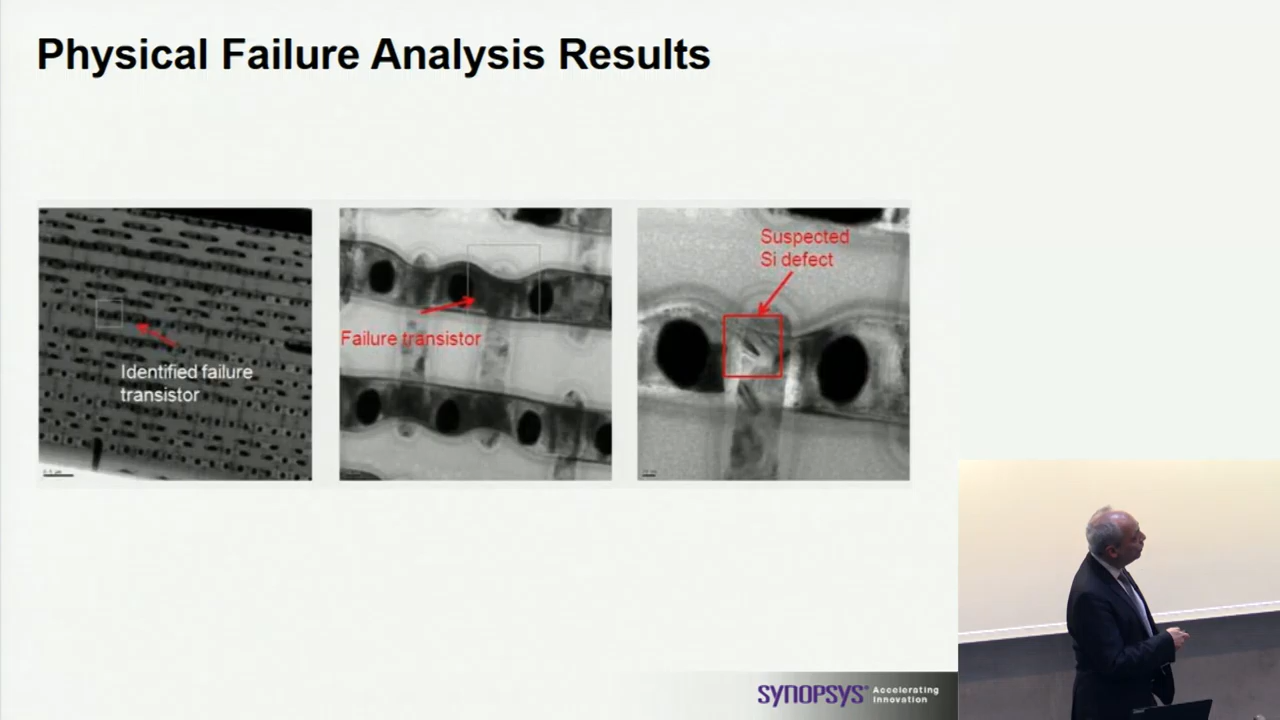 Physical Failure Analysis Results
Identified failure
transistor
Failure transistor
Suspected
Si defect
SYNOPSYS
Accelerating
Innovation